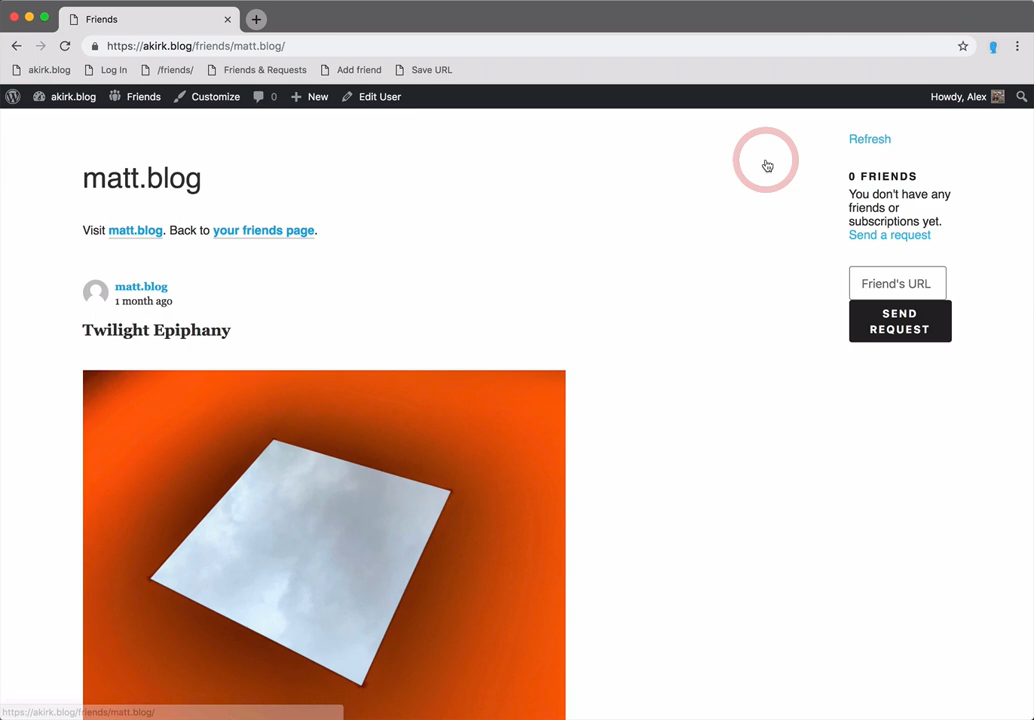 Friends
https://akirk.blog/friends/matt.blog/
akirk.blog Log In /friends/ Friends & Requests Add friend Save URL
akirk.blog Friends Customize 0 New Edit User Howdy, Alex
Refresh
matt.blog
0 FRIENDS
You don't have any
friends or
subscriptions yet.
Send a request
Visit matt.blog. Back to your friends page.
Friend's URL
SEND
REQUEST
matt.blog
1 month ago
Twilight Epiphany
https://akirk.blog/friends/matt.blog/